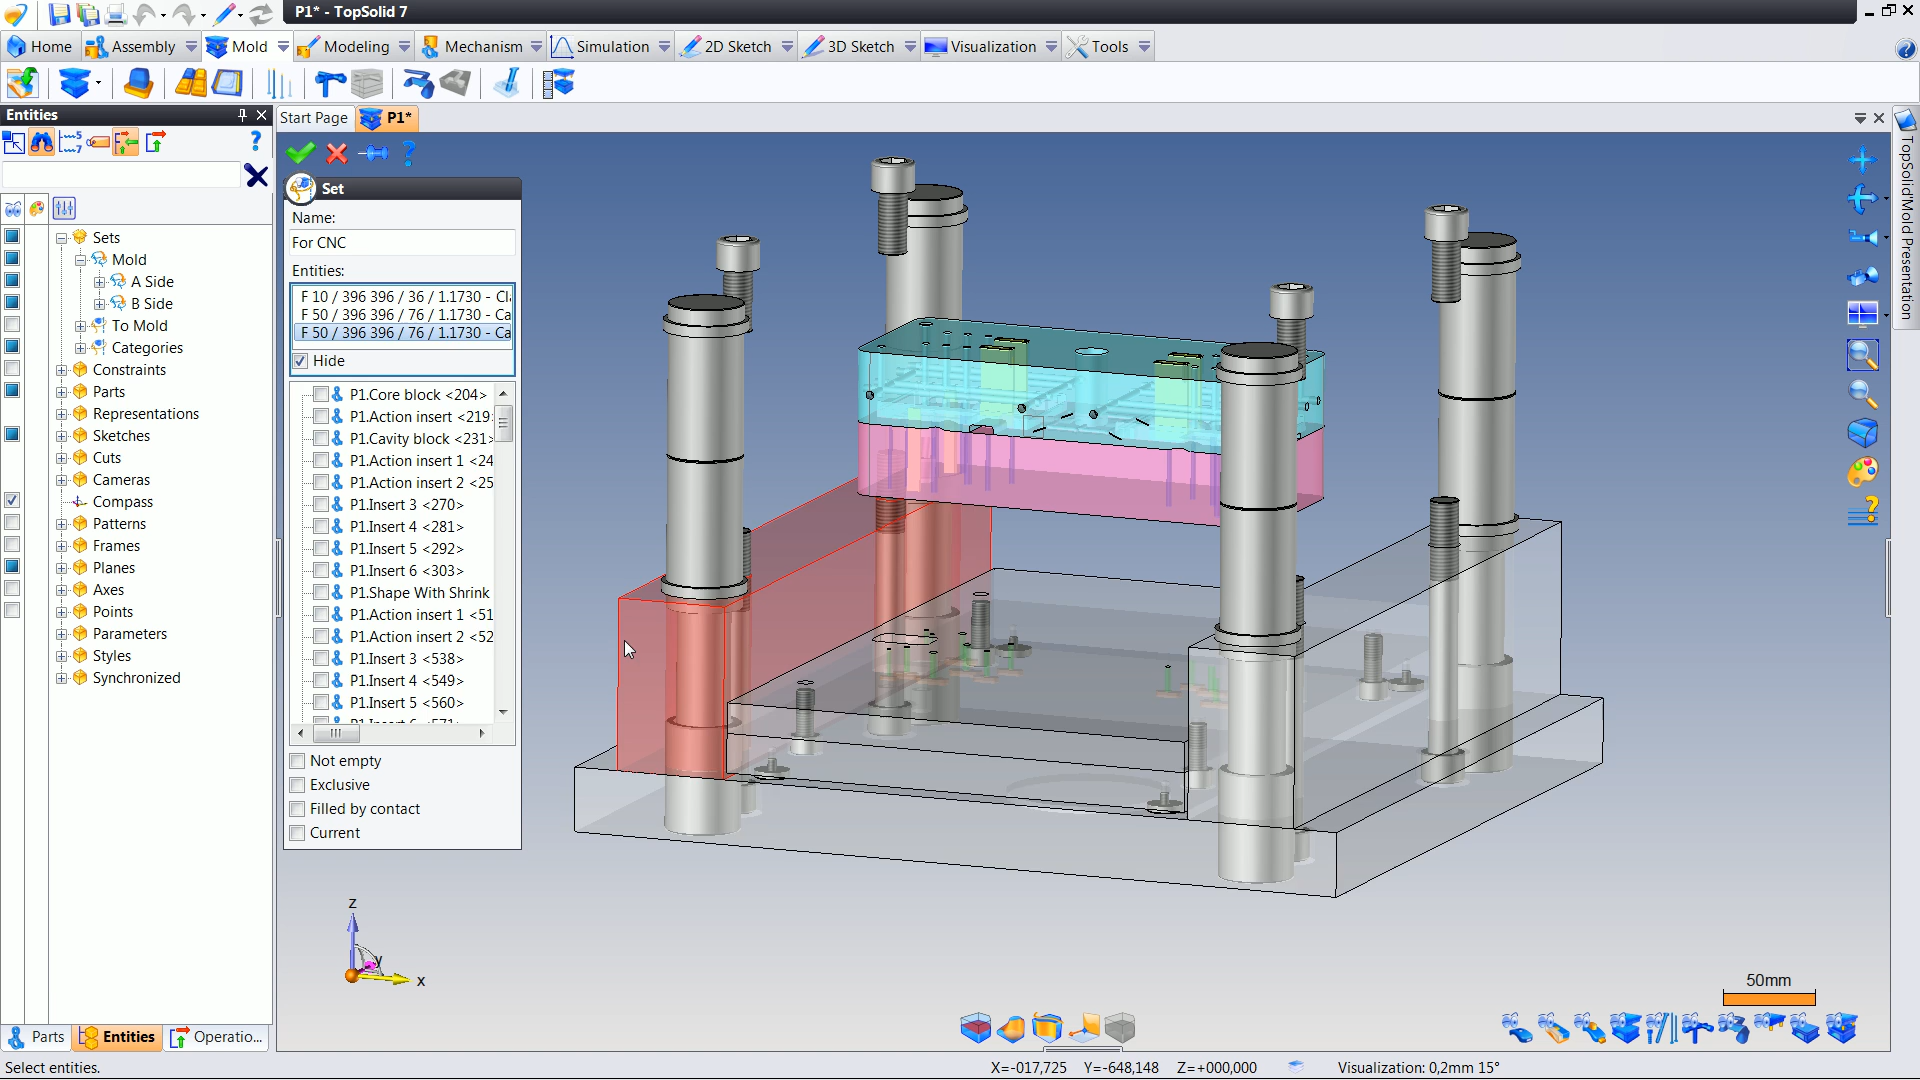 P1* - TopSolid 7
Home
Assembly
Mold
Modeling
Mechanism
Simulation
2D Sketch
3D Sketch
Visualization
Tools
Entities
Start Page
P1*
Sets
Mold
A Side
B Side
To Mold
Categories
Constraints
Parts
Representations
Sketches
Cuts
Cameras
Compass
Patterns
Frames
Planes
Axes
Points
Parameters
Styles
Synchronized
Set
Name:
For CNC
Entities:
F 10 / 396 396 / 36 / 1.1730 - Cl
F 50 / 396 396 / 76 / 1.1730 - Ca
F 50 / 396 396 / 76 / 1.1730 - Ca
Hide
P1.Core block <204>
P1.Action insert <219
P1.Cavity block <231>
P1.Action insert 1 <24
P1.Action insert 2 <25
P1.Insert 3 <270>
P1.Insert 4 <281>
P1.Insert 5 <292>
P1.Insert 6 <303>
P1.Shape With Shrink
P1.Action insert 1 <51
P1.Action insert 2 <52
P1.Insert 3 <538>
P1.Insert 4 <549>
P1.Insert 5 <560>
Not empty
Exclusive
Filled by contact
Current
z
y
x
50mm
TopSolid'Mold Presentation
Parts
Entities
Operatio...
Select entities.
X=-017,725 Y=-648,148 Z=+000,000
Visualization: 0,2mm 15°